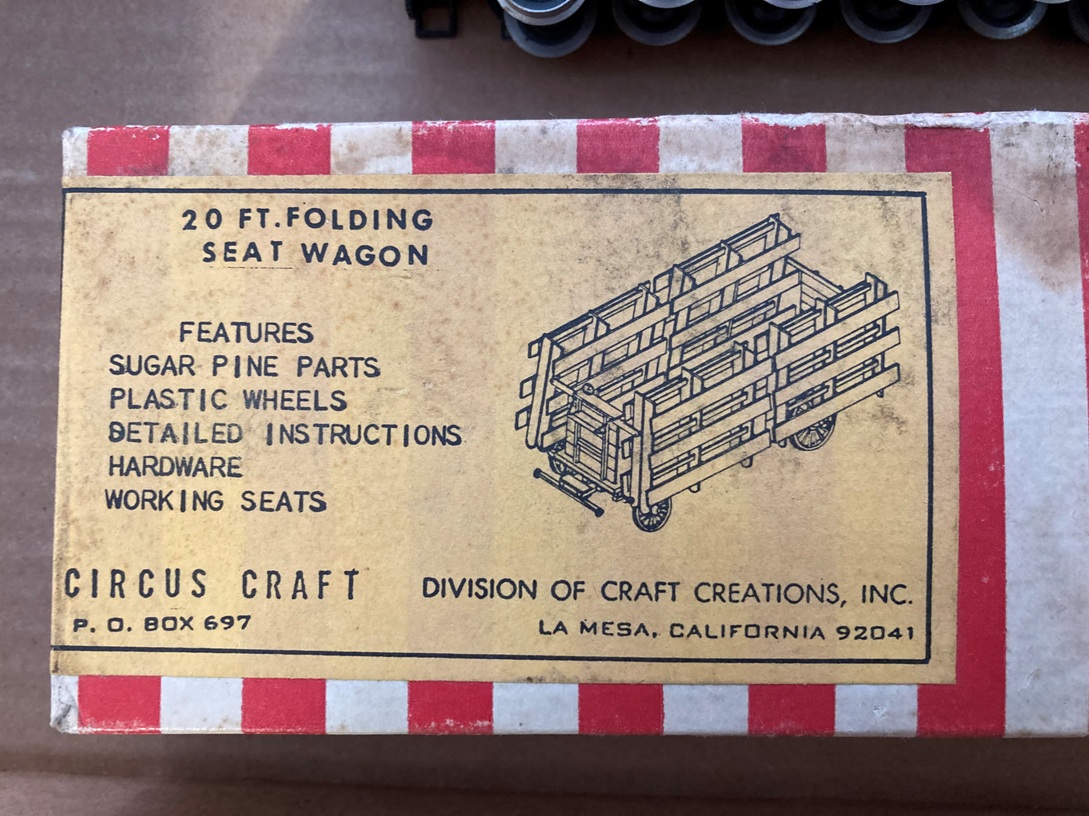 20 FT.FOLDING
SEAT WAGON
FEATURES
SUGAR PINE PARTS
PLASTIC WHEELS
DETAILED INSTRUCTIONS
HARDWARE
WORKING SEATS
CIRCUS CRAFT
DIVISION OF CRAFT CREATIONS, INC.
P. O. BOX 697
LA MESA, CALIFORNIA 92041